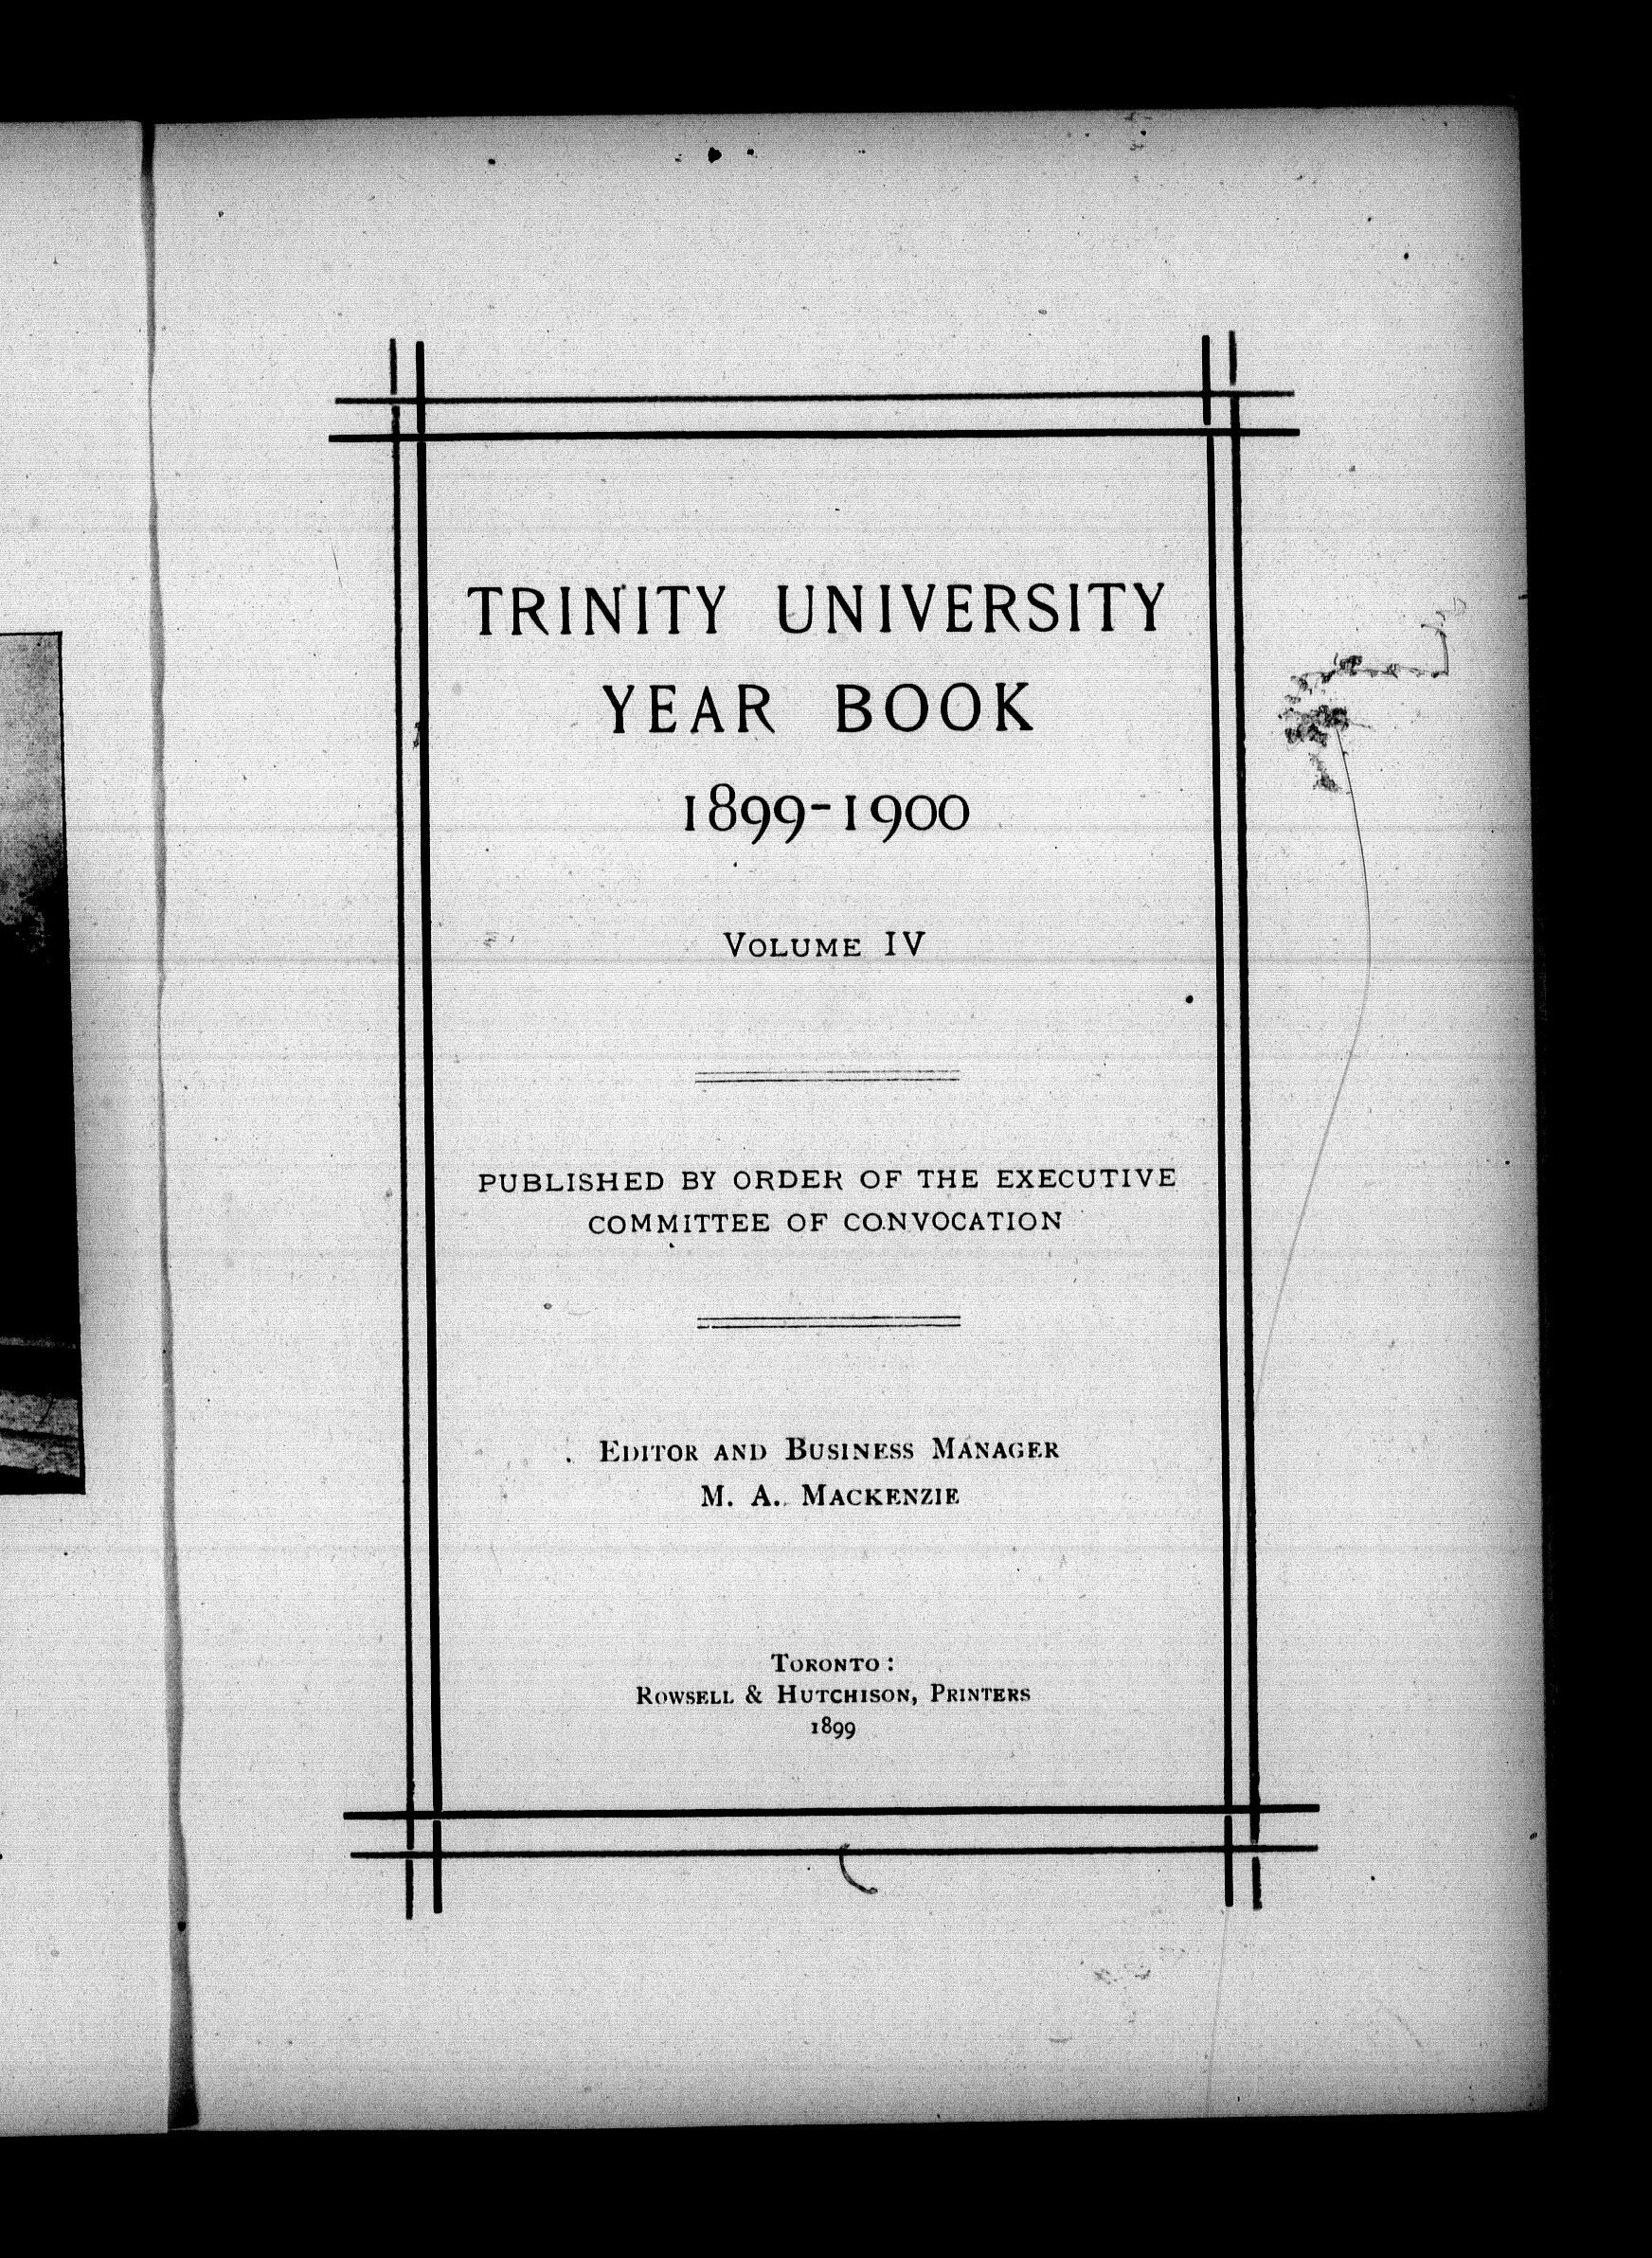 TRINITY UNIVERSITY
YEAR BOOK
1899-1900
VOLUME IV
PUBLISHED BY ORDER OF THE EXECUTIVE
COMMITTEE OF CONVOCATION
EDITOR AND BUSINESS MANAGER
M. A. MACKENZIE
TORONTO:
ROWSELL & HUTCHISON, PRINTERS
1899